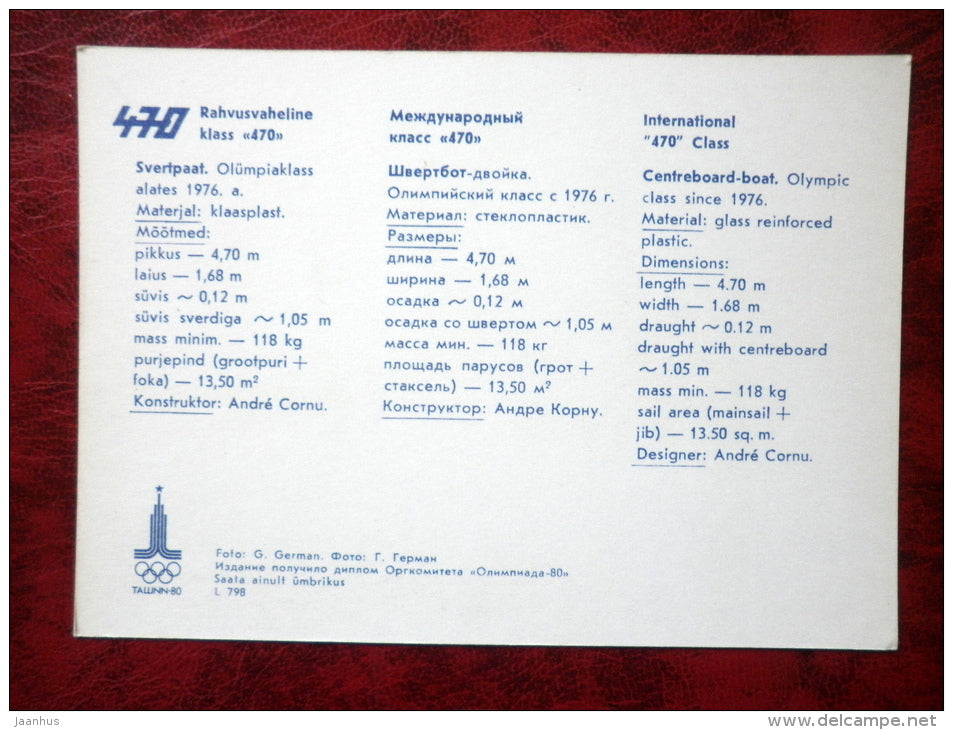 470
Rahvusvaheline
klass «470»
Svertpaat. Olümpiaklass
alates 1976. a.
Materjal: klaasplast.
Mõõtmed:
pikkus — 4,70 m
laius — 1,68 m
süvis ~ 0,12 m
süvis sverdiga ~ 1,05 m
mass minim. — 118 kg
purjepind (grootpuri +
foka) — 13,50 m²
Konstruktor: André Cornu.
Международный
класс «470»
Швертбот-двойка.
Олимпийский класс с 1976 г.
Материал: стеклопластик.
Размеры:
длина — 4,70 м
ширина — 1,68 м
осадка ~ 0,12 м
осадка со швертом ~ 1,05 м
масса мин. — 118 кг
площадь парусов (грот +
стаксель) — 13,50 м²
Конструктор: Андре Корну.
International
"470" Class
Centreboard-boat. Olympic
class since 1976.
Material: glass reinforced
plastic.
Dimensions:
length — 4.70 m
width — 1.68 m
draught ~ 0.12 m
draught with centreboard
~ 1.05 m
mass min. — 118 kg
sail area (mainsail +
jib) — 13.50 sq. m.
Designer: André Cornu.
TALLINN·80
Foto: G. German. Фото: Г. Герман
Издание получило диплом Оргкомитета «Олимпиада-80»
Saata ainult ümbrikus
L 798
Jaanhus
delcampe.net